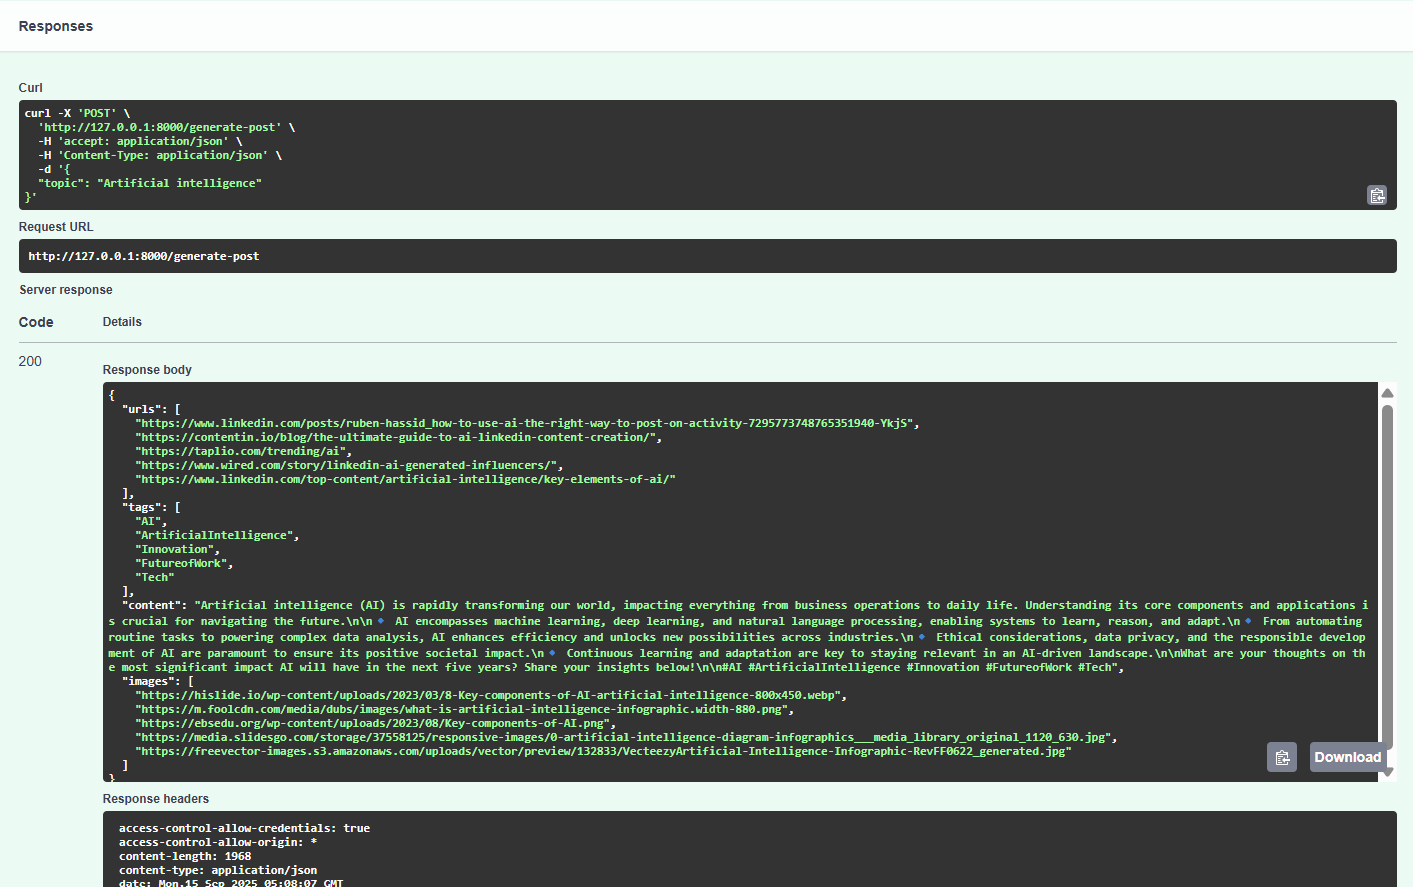 Responses
Curl
curl -X 'POST' \
'http://127.0.0.1:8000/generate-post' \
-H 'accept: application/json' \
-H 'Content-Type: application/json' \
-d '{
"topic": "Artificial intelligence"
}'
Request URL
http://127.0.0.1:8000/generate-post
Server response
Code Details
200
Response body
{
"urls": [
"https://www.linkedin.com/posts/ruben-hassid_how-to-use-ai-the-right-way-to-post-on-activity-7295773748765351940-YkjS",
"https://contentin.io/blog/the-ultimate-guide-to-ai-linkedin-content-creation/",
"https://taplio.com/trending/ai",
"https://www.wired.com/story/linkedin-ai-generated-influencers/",
"https://www.linkedin.com/top-content/artificial-intelligence/key-elements-of-ai/"
],
"tags": [
"AI",
"ArtificialIntelligence",
"Innovation",
"FutureofWork",
"Tech"
],
"content": "Artificial intelligence (AI) is rapidly transforming our world, impacting everything from business operations to daily life. Understanding its core components and applications i
s crucial for navigating the future.\n\n🔹 AI encompasses machine learning, deep learning, and natural language processing, enabling systems to learn, reason, and adapt.\n🔹 From automating
routine tasks to powering complex data analysis, AI enhances efficiency and unlocks new possibilities across industries.\n🔹 Ethical considerations, data privacy, and the responsible develop
ment of AI are paramount to ensure its positive societal impact.\n🔹 Continuous learning and adaptation are key to staying relevant in an AI-driven landscape.\n\nWhat are your thoughts on th
e most significant impact AI will have in the next five years? Share your insights below!\n\n#AI #ArtificialIntelligence #Innovation #FutureofWork #Tech",
"images": [
"https://hislide.io/wp-content/uploads/2023/03/8-Key-components-of-AI-artificial-intelligence-800x450.webp",
"https://m.foolcdn.com/media/dubs/images/what-is-artificial-intelligence-infographic.width-880.png",
"https://ebsedu.org/wp-content/uploads/2023/08/Key-components-of-AI.png",
"https://media.slidesgo.com/storage/37558125/responsive-images/0-artificial-intelligence-diagram-infographics___media_library_original_1120_630.jpg",
"https://freevector-images.s3.amazonaws.com/uploads/vector/preview/132833/VecteezyArtificial-Intelligence-Infographic-RevFF0622_generated.jpg"
]
}
Download
Response headers
access-control-allow-credentials: true
access-control-allow-origin: *
content-length: 1968
content-type: application/json
date: Mon,15 Sep 2025 05:08:07 GMT